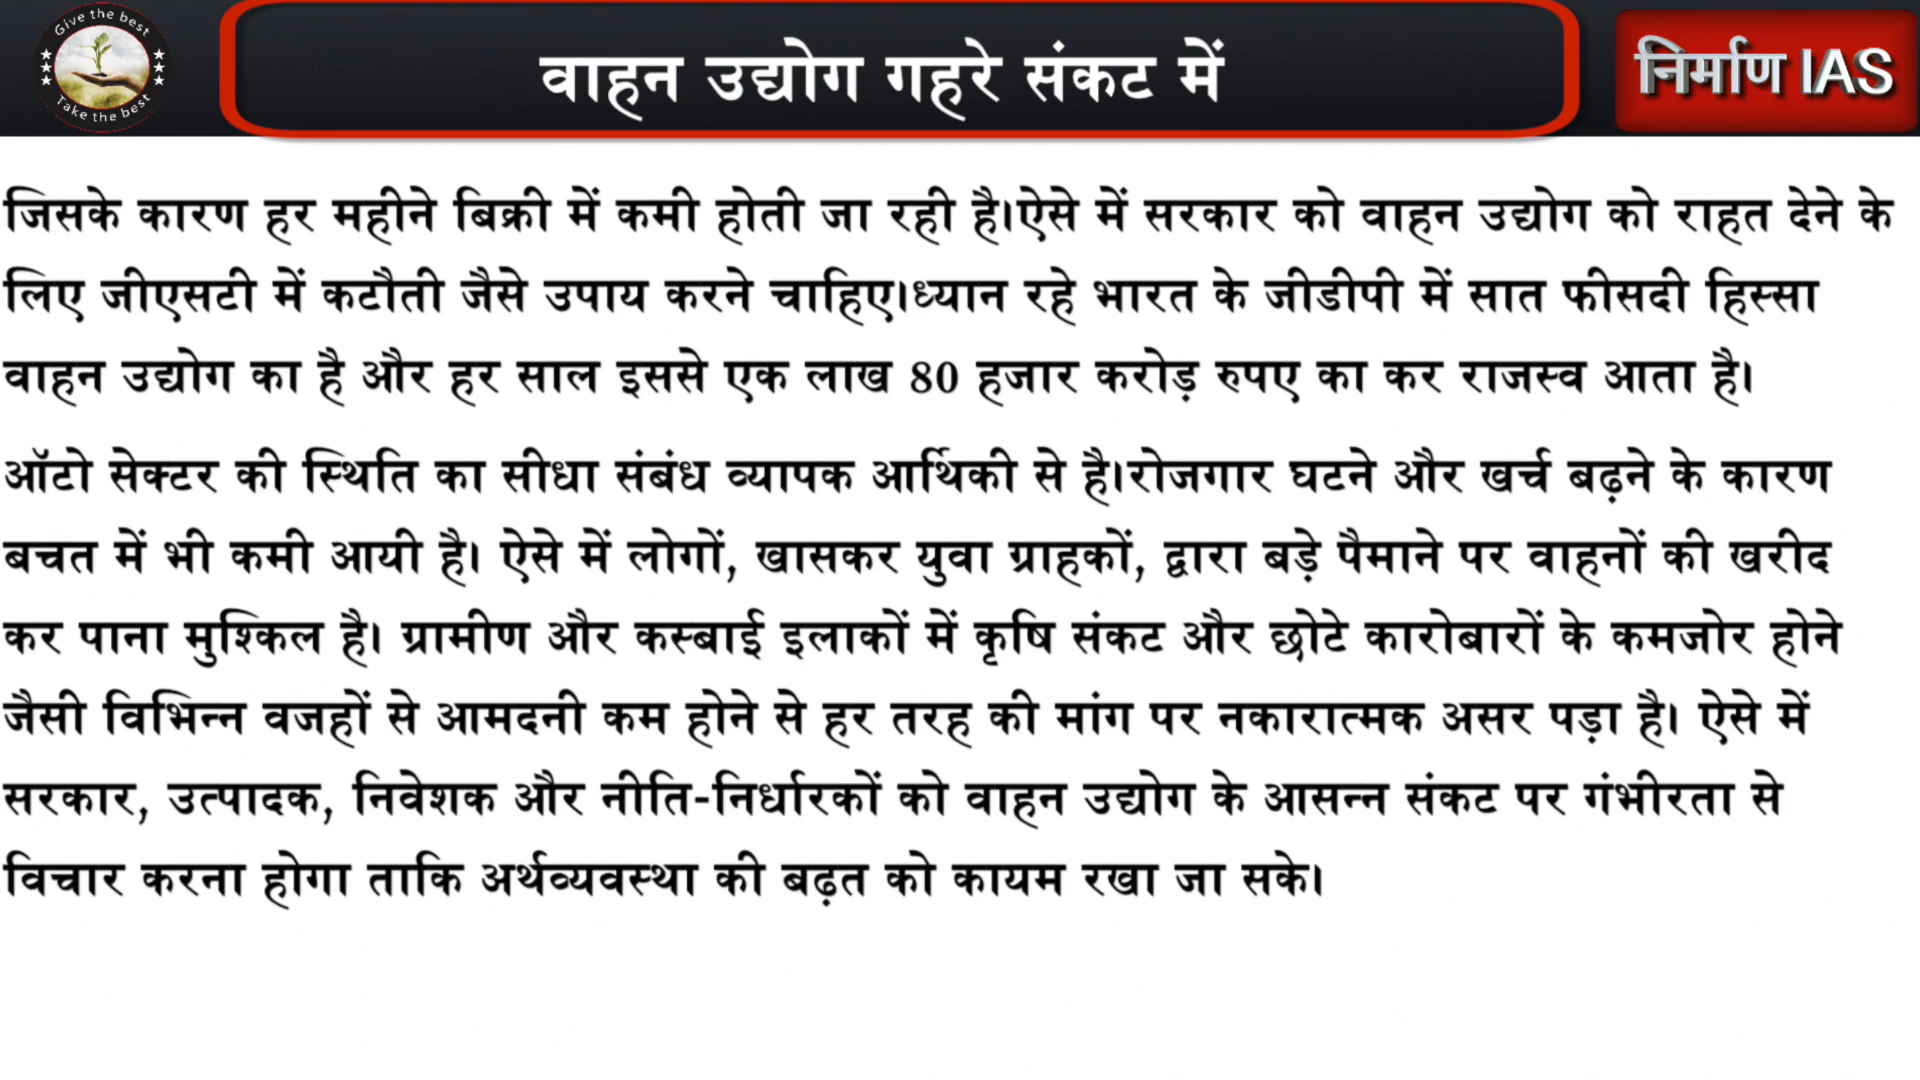 Give the best
Take the best
वाहन उद्योग गहरे संकट में
निर्माण IAS
जिसके कारण हर महीने बिक्री में कमी होती जा रही है।ऐसे में सरकार को वाहन उद्योग को राहत देने के
लिए जीएसटी में कटौती जैसे उपाय करने चाहिए।ध्यान रहे भारत के जीडीपी में सात फीसदी हिस्सा
वाहन उद्योग का है और हर साल इससे एक लाख 80 हजार करोड़ रुपए का कर राजस्व आता है।
ऑटो सेक्टर की स्थिति का सीधा संबंध व्यापक आर्थिकी से है।रोजगार घटने और खर्च बढ़ने के कारण
बचत में भी कमी आयी है। ऐसे में लोगों, खासकर युवा ग्राहकों, द्वारा बड़े पैमाने पर वाहनों की खरीद
कर पाना मुश्किल है। ग्रामीण और कस्बाई इलाकों में कृषि संकट और छोटे कारोबारों के कमजोर होने
जैसी विभिन्न वजहों से आमदनी कम होने से हर तरह की मांग पर नकारात्मक असर पड़ा है। ऐसे में
सरकार, उत्पादक, निवेशक और नीति-निर्धारकों को वाहन उद्योग के आसन्न संकट पर गंभीरता से
विचार करना होगा ताकि अर्थव्यवस्था की बढ़त को कायम रखा जा सके।